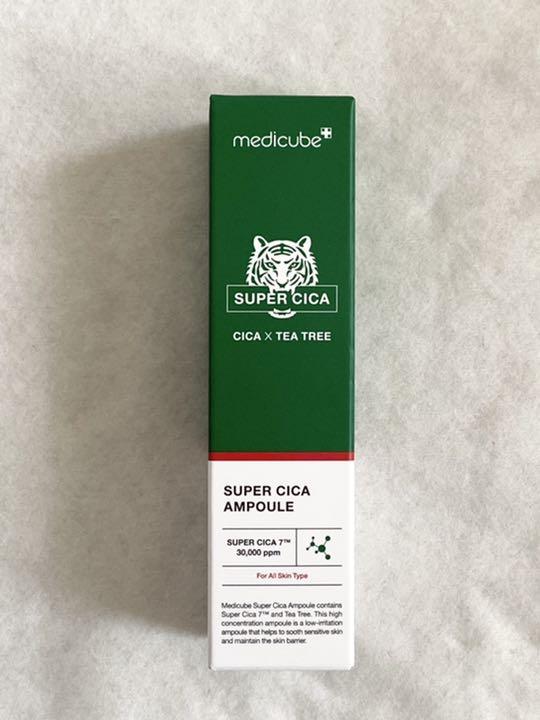 medicube
SUPER CICA
CICA X TEA TREE
SUPER CICA
AMPOULE
SUPER CICA 7™
30,000 ppm
For All Skin Type
Medicube Super Cica Ampoule contains
Super Cica 7™ and Tea Tree. This high
concentration ampoule is a low-irritation
ampoule that helps to sooth sensitive skin
and maintain the skin barrier.